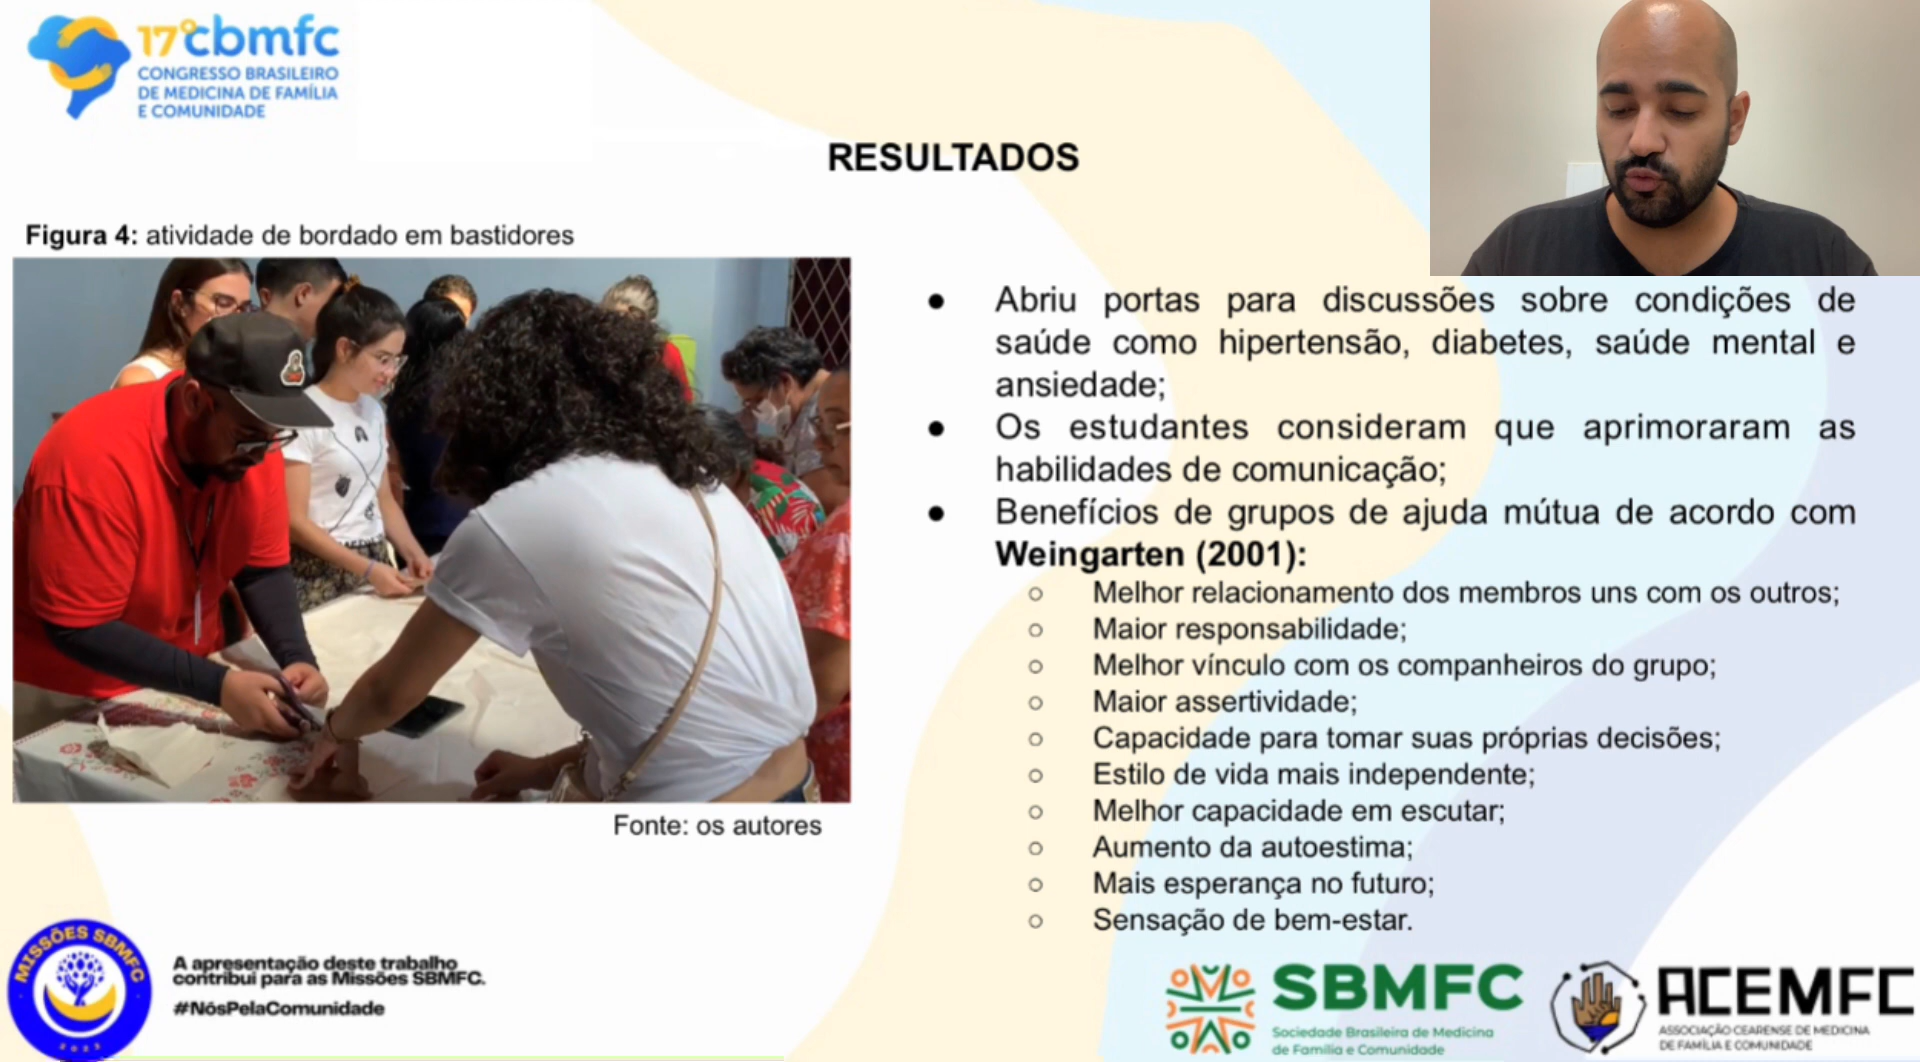 17°cbmfc
CONGRESSO BRASILEIRO
DE MEDICINA DE FAMÍLIA
E COMUNIDADE
RESULTADOS
Figura 4: atividade de bordado em bastidores
Fonte: os autores
● Abriu portas para discussões sobre condições de
saúde como hipertensão, diabetes, saúde mental e
ansiedade;
● Os estudantes consideram que aprimoraram as
habilidades de comunicação;
● Benefícios de grupos de ajuda mútua de acordo com
Weingarten (2001):
○ Melhor relacionamento dos membros uns com os outros;
○ Maior responsabilidade;
○ Melhor vínculo com os companheiros do grupo;
○ Maior assertividade;
○ Capacidade para tomar suas próprias decisões;
○ Estilo de vida mais independente;
○ Melhor capacidade em escutar;
○ Aumento da autoestima;
○ Mais esperança no futuro;
○ Sensação de bem-estar.
MISSÕES SBMFC
2022
A apresentação deste trabalho
contribui para as Missões SBMFC.
#NósPelaComunidade
SBMFC
Sociedade Brasileira de Medicina
de Família e Comunidade
ACEMFC
ASSOCIAÇÃO CEARENSE DE MEDICINA
DE FAMÍLIA E COMUNIDADE